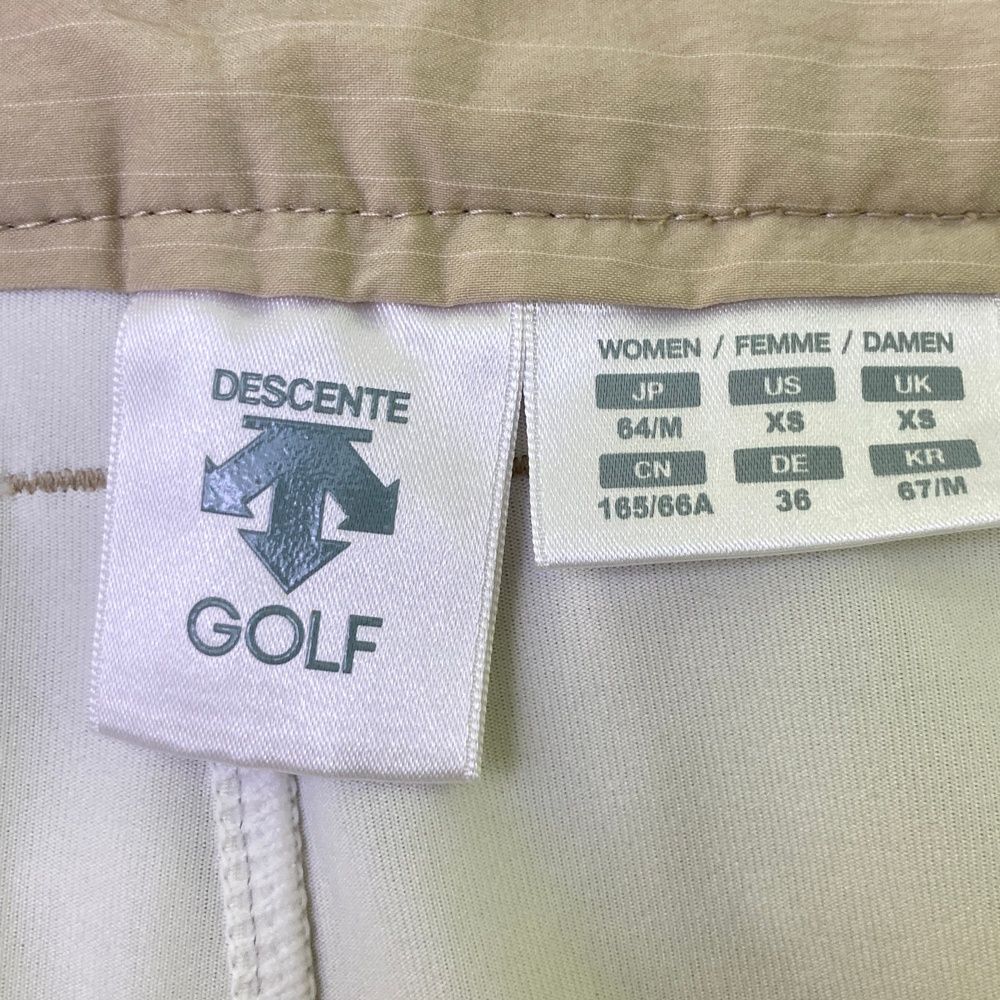 DESCENTE
GOLF
WOMEN / FEMME / DAMEN
JP US UK
64/M XS XS
CN DE KR
165/66A 36 67/M